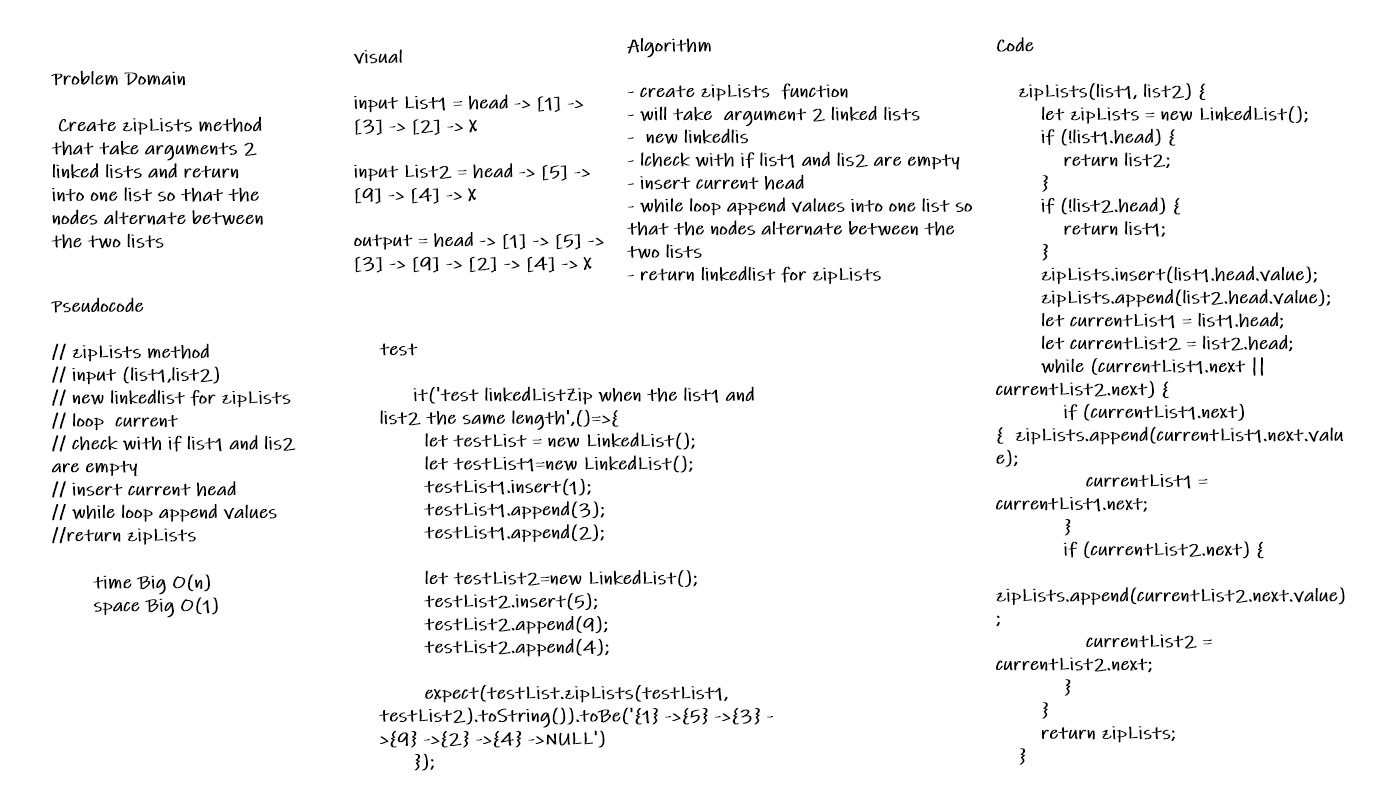 Problem Domain
Create zipLists method
that take arguments 2
linked lists and return
into one list so that the
nodes alternate between
the two lists
Pseudocode
// zipLists method
// input (list1,list2)
// new linkedlist for zipLists
// loop current
// check with if list1 and lis2
are empty
// insert current head
// while loop append values
//return zipLists
time Big O(n)
space Big O(1)
visual
input List1 = head -> [1] ->
[3] -> [2] -> X
input List2 = head -> [5] ->
[9] -> [4] -> X
output = head -> [1] -> [5] ->
[3] -> [9] -> [2] -> [4] -> X
Algorithm
- create zipLists function
- will take argument 2 linked lists
- new linkedlis
- lcheck with if list1 and lis2 are empty
- insert current head
- while loop append values into one list so
that the nodes alternate between the
two lists
- return linkedlist for zipLists
test
it('test linkedListZip when the list1 and
list2 the same length',()=>{
let testList = new LinkedList();
let testList1=new LinkedList();
testList1.insert(1);
testList1.append(3);
testList1.append(2);
let testList2=new LinkedList();
testList2.insert(5);
testList2.append(9);
testList2.append(4);
expect(testList.zipLists(testList1,
testList2).toString()).toBe('{1} ->{5} ->{3} -
>{9} ->{2} ->{4} ->NULL')
});
Code
zipLists(list1, list2) {
let zipLists = new LinkedList();
if (!list1.head) {
return list2;
}
if (!list2.head) {
return list1;
}
zipLists.insert(list1.head.value);
zipLists.append(list2.head.value);
let currentList1 = list1.head;
let currentList2 = list2.head;
while (currentList1.next ||
currentList2.next) {
if (currentList1.next)
{ zipLists.append(currentList1.next.valu
e);
currentList1 =
currentList1.next;
}
if (currentList2.next) {
zipLists.append(currentList2.next.value)
;
currentList2 =
currentList2.next;
}
}
return zipLists;
}